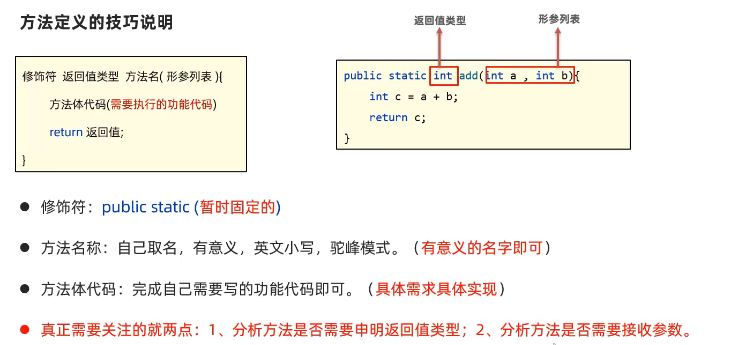 方法定义的技巧说明
返回值类型
形参列表
修饰符 返回值类型 方法名( 形参列表 ){
方法体代码(需要执行的功能代码)
return 返回值;
}
public static int add(int a , int b){
int c = a + b;
return c;
}
● 修饰符：public static (暂时固定的)
● 方法名称：自己取名，有意义，英文小写，驼峰模式。（有意义的名字即可）
● 方法体代码：完成自己需要写的功能代码即可。（具体需求具体实现）
● 真正需要关注的就两点：1、分析方法是否需要申明返回值类型；2、分析方法是否需要接收参数。